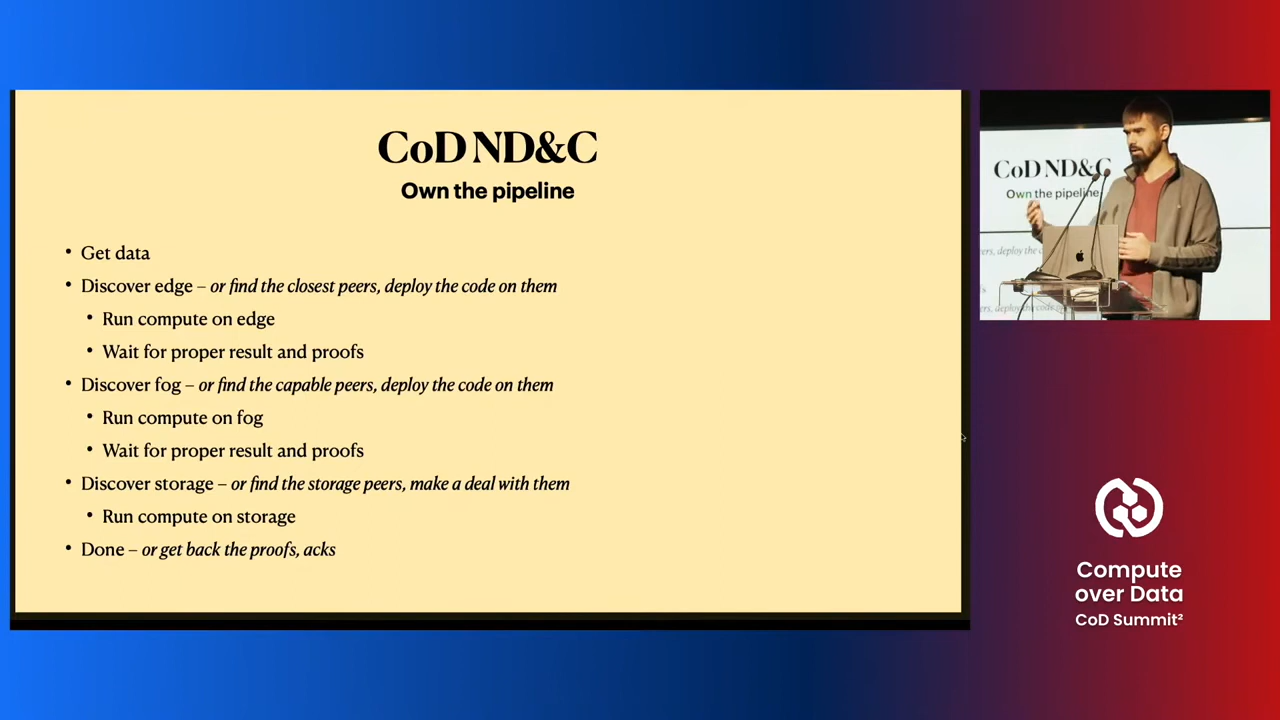 CoD ND&C
Own the pipeline
• Get data
• Discover edge – or find the closest peers, deploy the code on them
• Run compute on edge
• Wait for proper result and proofs
• Discover fog – or find the capable peers, deploy the code on them
• Run compute on fog
• Wait for proper result and proofs
• Discover storage – or find the storage peers, make a deal with them
• Run compute on storage
• Done – or get back the proofs, acks
CoD ND&C
Own the pipeline
Compute
over Data
CoD Summit²